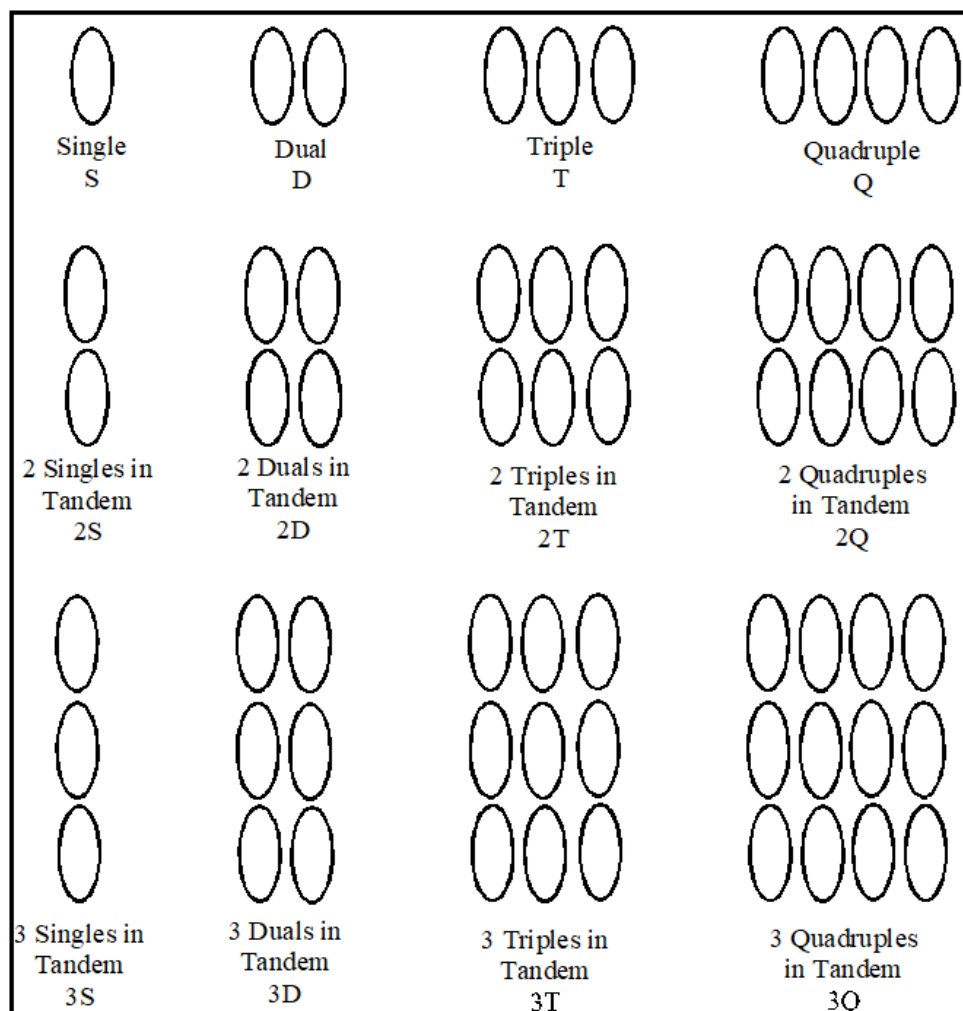 Single
S
Dual
D
Triple
T
Quadruple
Q
2 Singles in
Tandem
2S
2 Duals in
Tandem
2D
2 Triples in
Tandem
2T
2 Quadruples
in Tandem
2Q
3 Singles in
Tandem
3S
3 Duals in
Tandem
3D
3 Triples in
Tandem
3T
3 Quadruples
in Tandem
3Q